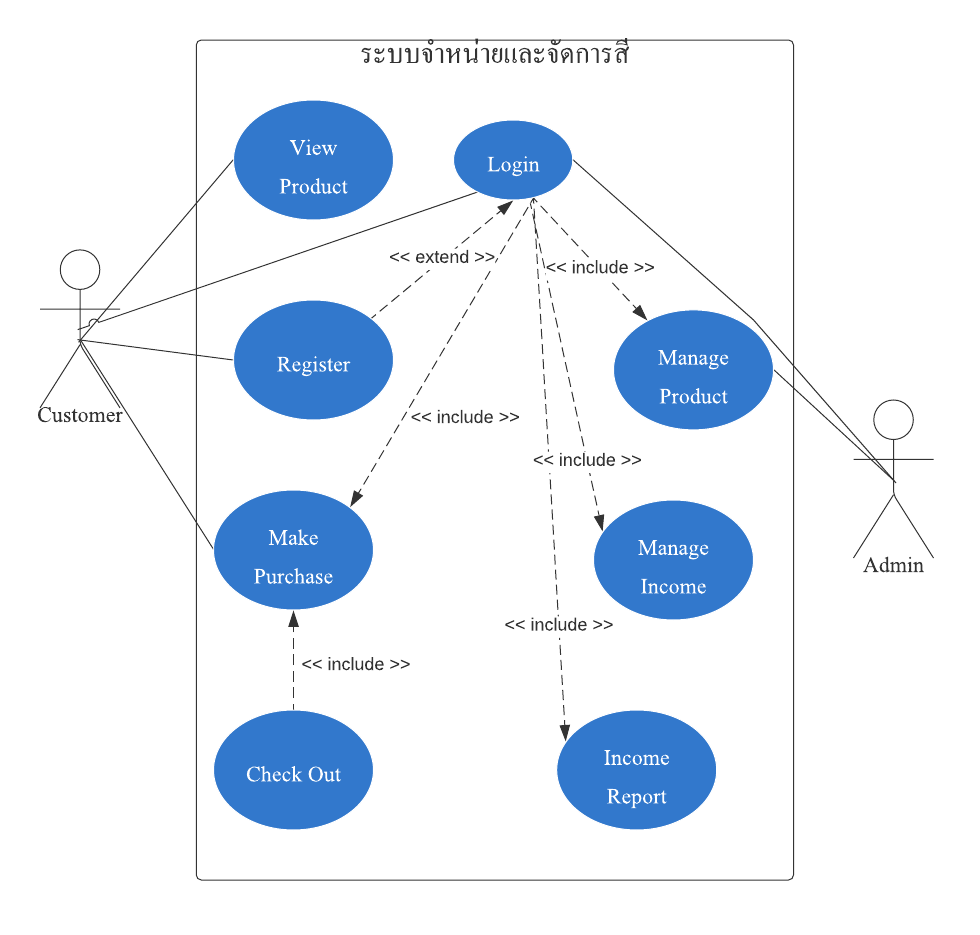 ระบบจำหน่ายและจัดการสี
View
Product
Login
<< extend >>
<< include >>
Register
Manage
Product
Customer
<< include >>
<< include >>
Make
Purchase
Manage
Income
Admin
<< include >>
<< include >>
Check Out
Income
Report